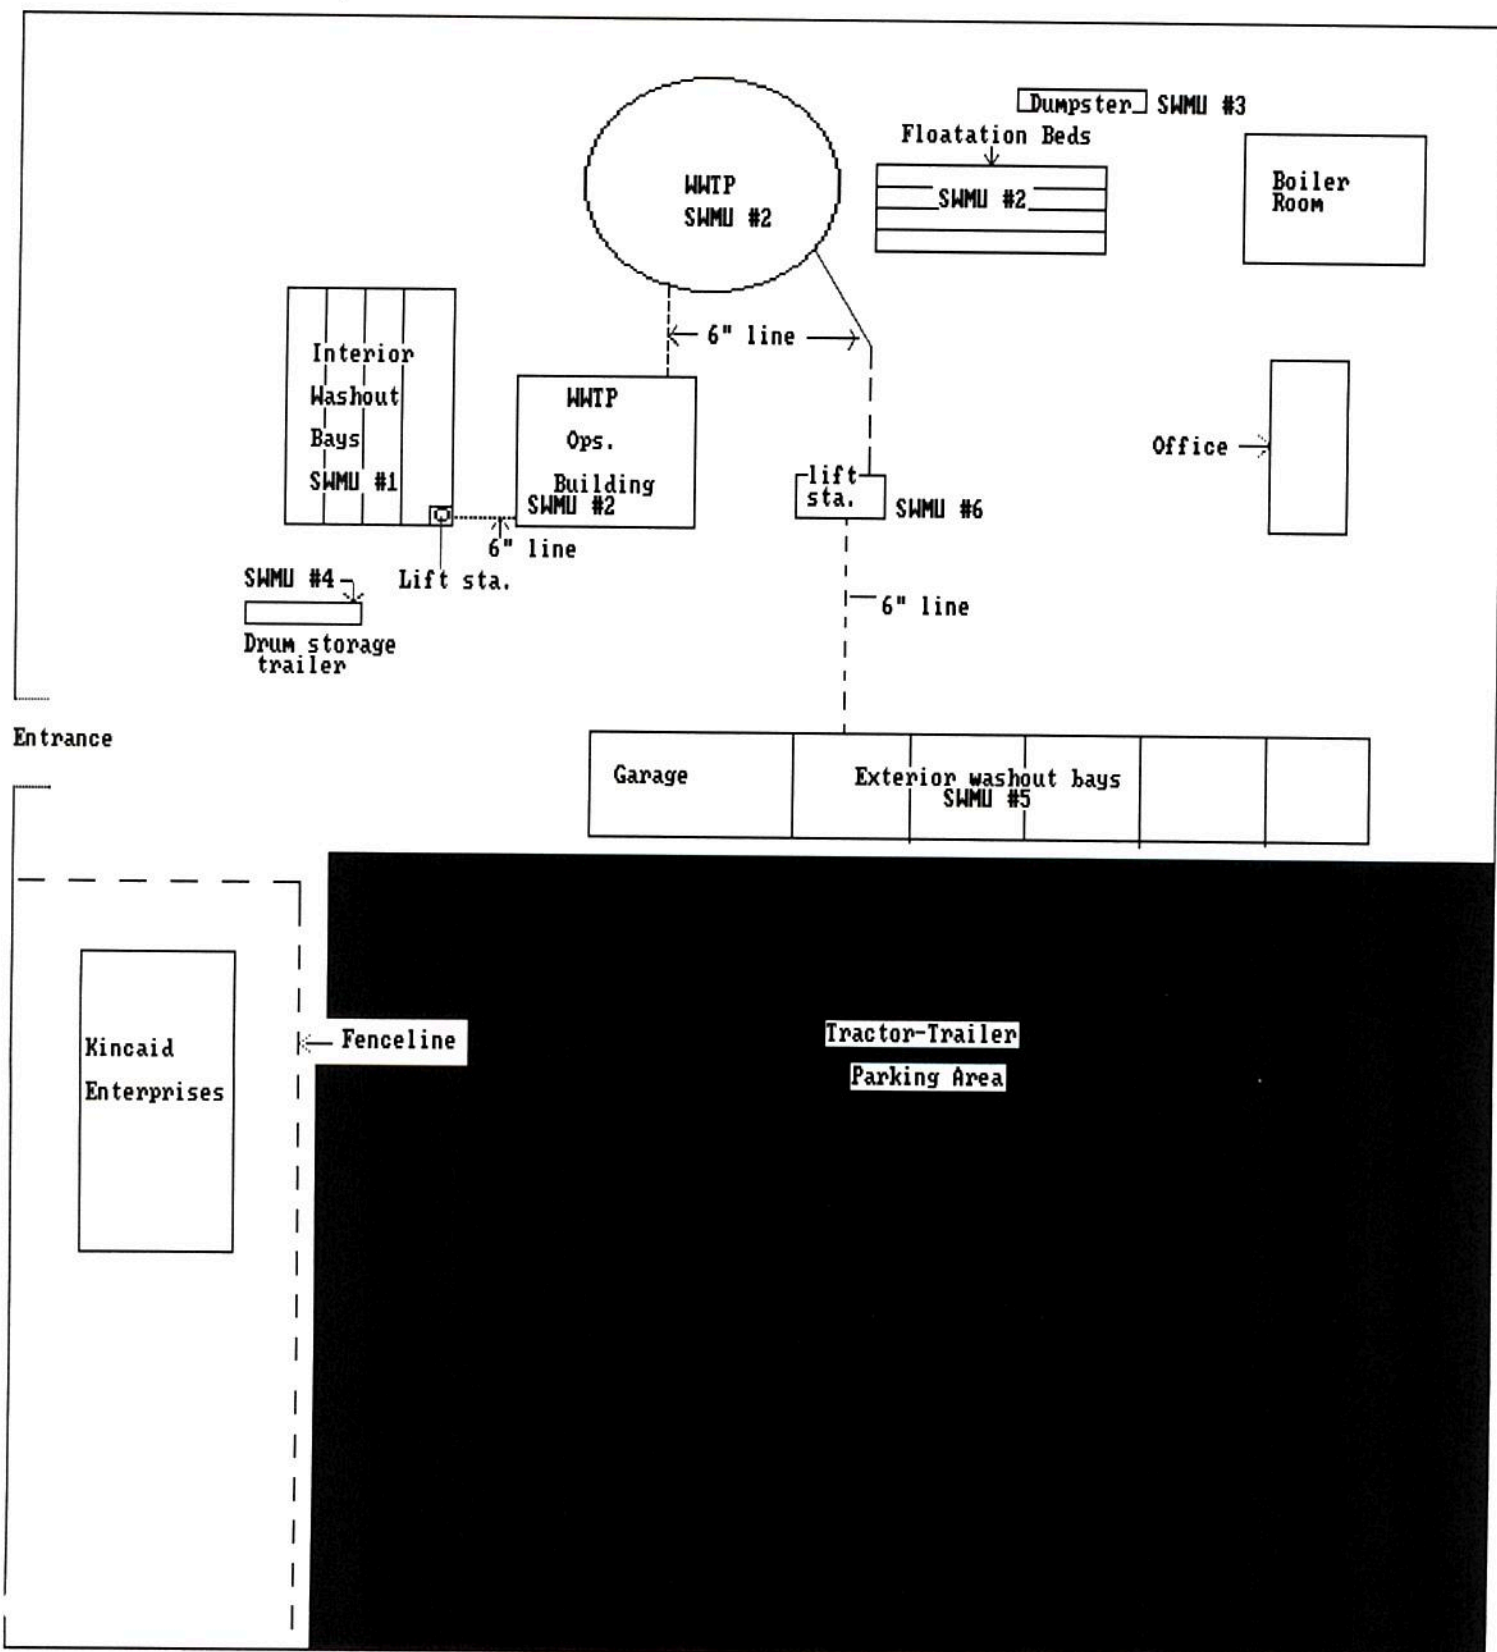 Dumpster SWMU #3
Floatation Beds
WWTP
SWMU #2
SWMU #2
Boiler
Room
6" line
Interior
Washout
Bays
SWMU #1
WWTP
Ops.
Building
SWMU #2
Office
lift
sta.
SWMU #6
6" line
Lift sta.
SWMU #4
Drum storage
trailer
6" line
Entrance
Garage
Exterior washout bays
SWMU #5
Fenceline
Kincaid
Enterprises
Tractor-Trailer
Parking Area